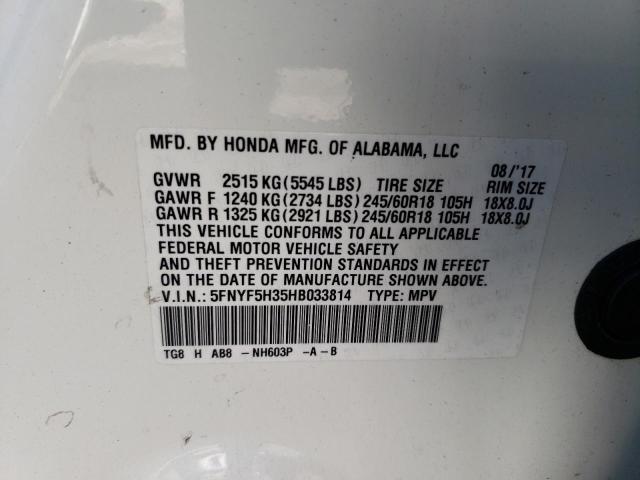 MFD. BY HONDA MFG. OF ALABAMA, LLC
08/'17
GVWR 2515 KG(5545 LBS) TIRE SIZE RIM SIZE
GAWR F 1240 KG(2734 LBS)245/60R18 105H 18X8.0J
GAWR R 1325 KG(2921 LBS)245/60R18 105H 18X8.0J
THIS VEHICLE CONFORMS TO ALL APPLICABLE
FEDERAL MOTOR VEHICLE SAFETY
AND THEFT PREVENTION STANDARDS IN EFFECT
ON THE DATE OF MANUFACTURE SHOWN ABOVE.
V.I.N.: 5FNYF5H35HB033814 TYPE: MPV
TG8 H AB8 -NH603P -A-B